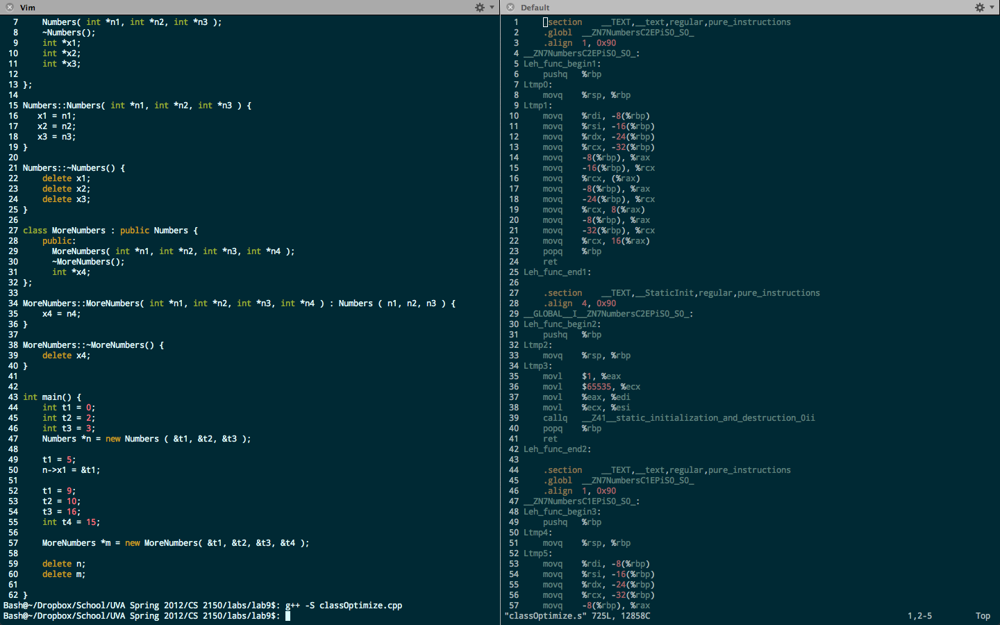 Vim
7     Numbers( int *n1, int *n2, int *n3 );
8     ~Numbers();
9     int *x1;
10     int *x2;
11     int *x3;
12
13 };
14
15 Numbers::Numbers( int *n1, int *n2, int *n3 ) {
16    x1 = n1;
17    x2 = n2;
18    x3 = n3;
19 }
20
21 Numbers::~Numbers() {
22     delete x1;
23     delete x2;
24     delete x3;
25 }
26
27 class MoreNumbers : public Numbers {
28     public:
29       MoreNumbers( int *n1, int *n2, int *n3, int *n4 );
30       ~MoreNumbers();
31       int *x4;
32 };
33
34 MoreNumbers::MoreNumbers( int *n1, int *n2, int *n3, int *n4 ) : Numbers ( n1, n2, n3 ) {
35     x4 = n4;
36 }
37
38 MoreNumbers::~MoreNumbers() {
39     delete x4;
40 }
41
42
43 int main() {
44     int t1 = 0;
45     int t2 = 2;
46     int t3 = 3;
47     Numbers *n = new Numbers ( &t1, &t2, &t3 );
48
49     t1 = 5;
50     n->x1 = &t1;
51
52     t1 = 9;
53     t2 = 10;
54     t3 = 16;
55     int t4 = 15;
56
57     MoreNumbers *m = new MoreNumbers( &t1, &t2, &t3, &t4 );
58
59     delete n;
60     delete m;
61
62 }
Bash@~/Dropbox/School/UVA Spring 2012/CS 2150/labs/lab9$: g++ -S classOptimize.cpp
Bash@~/Dropbox/School/UVA Spring 2012/CS 2150/labs/lab9$:
Default
1     .section    __TEXT,__text,regular,pure_instructions
2     .globl  __ZN7NumbersC2EPiS0_S0_
3     .align  1, 0x90
4 __ZN7NumbersC2EPiS0_S0_:
5 Leh_func_begin1:
6     pushq   %rbp
7 Ltmp0:
8     movq    %rsp, %rbp
9 Ltmp1:
10     movq    %rdi, -8(%rbp)
11     movq    %rsi, -16(%rbp)
12     movq    %rdx, -24(%rbp)
13     movq    %rcx, -32(%rbp)
14     movq    -8(%rbp), %rax
15     movq    -16(%rbp), %rcx
16     movq    %rcx, (%rax)
17     movq    -8(%rbp), %rax
18     movq    -24(%rbp), %rcx
19     movq    %rcx, 8(%rax)
20     movq    -8(%rbp), %rax
21     movq    -32(%rbp), %rcx
22     movq    %rcx, 16(%rax)
23     popq    %rbp
24     ret
25 Leh_func_end1:
26
27     .section    __TEXT,__StaticInit,regular,pure_instructions
28     .align  4, 0x90
29 __GLOBAL__I__ZN7NumbersC2EPiS0_S0_:
30 Leh_func_begin2:
31     pushq   %rbp
32 Ltmp2:
33     movq    %rsp, %rbp
34 Ltmp3:
35     movl    $1, %eax
36     movl    $65535, %ecx
37     movl    %eax, %edi
38     movl    %ecx, %esi
39     callq   __Z41__static_initialization_and_destruction_0ii
40     popq    %rbp
41     ret
42 Leh_func_end2:
43
44     .section    __TEXT,__text,regular,pure_instructions
45     .globl  __ZN7NumbersC1EPiS0_S0_
46     .align  1, 0x90
47 __ZN7NumbersC1EPiS0_S0_:
48 Leh_func_begin3:
49     pushq   %rbp
50 Ltmp4:
51     movq    %rsp, %rbp
52 Ltmp5:
53     movq    %rdi, -8(%rbp)
54     movq    %rsi, -16(%rbp)
55     movq    %rdx, -24(%rbp)
56     movq    %rcx, -32(%rbp)
57     movq    -8(%rbp), %rax
"classOptimize.s" 725L, 12858C    1,2-5    Top